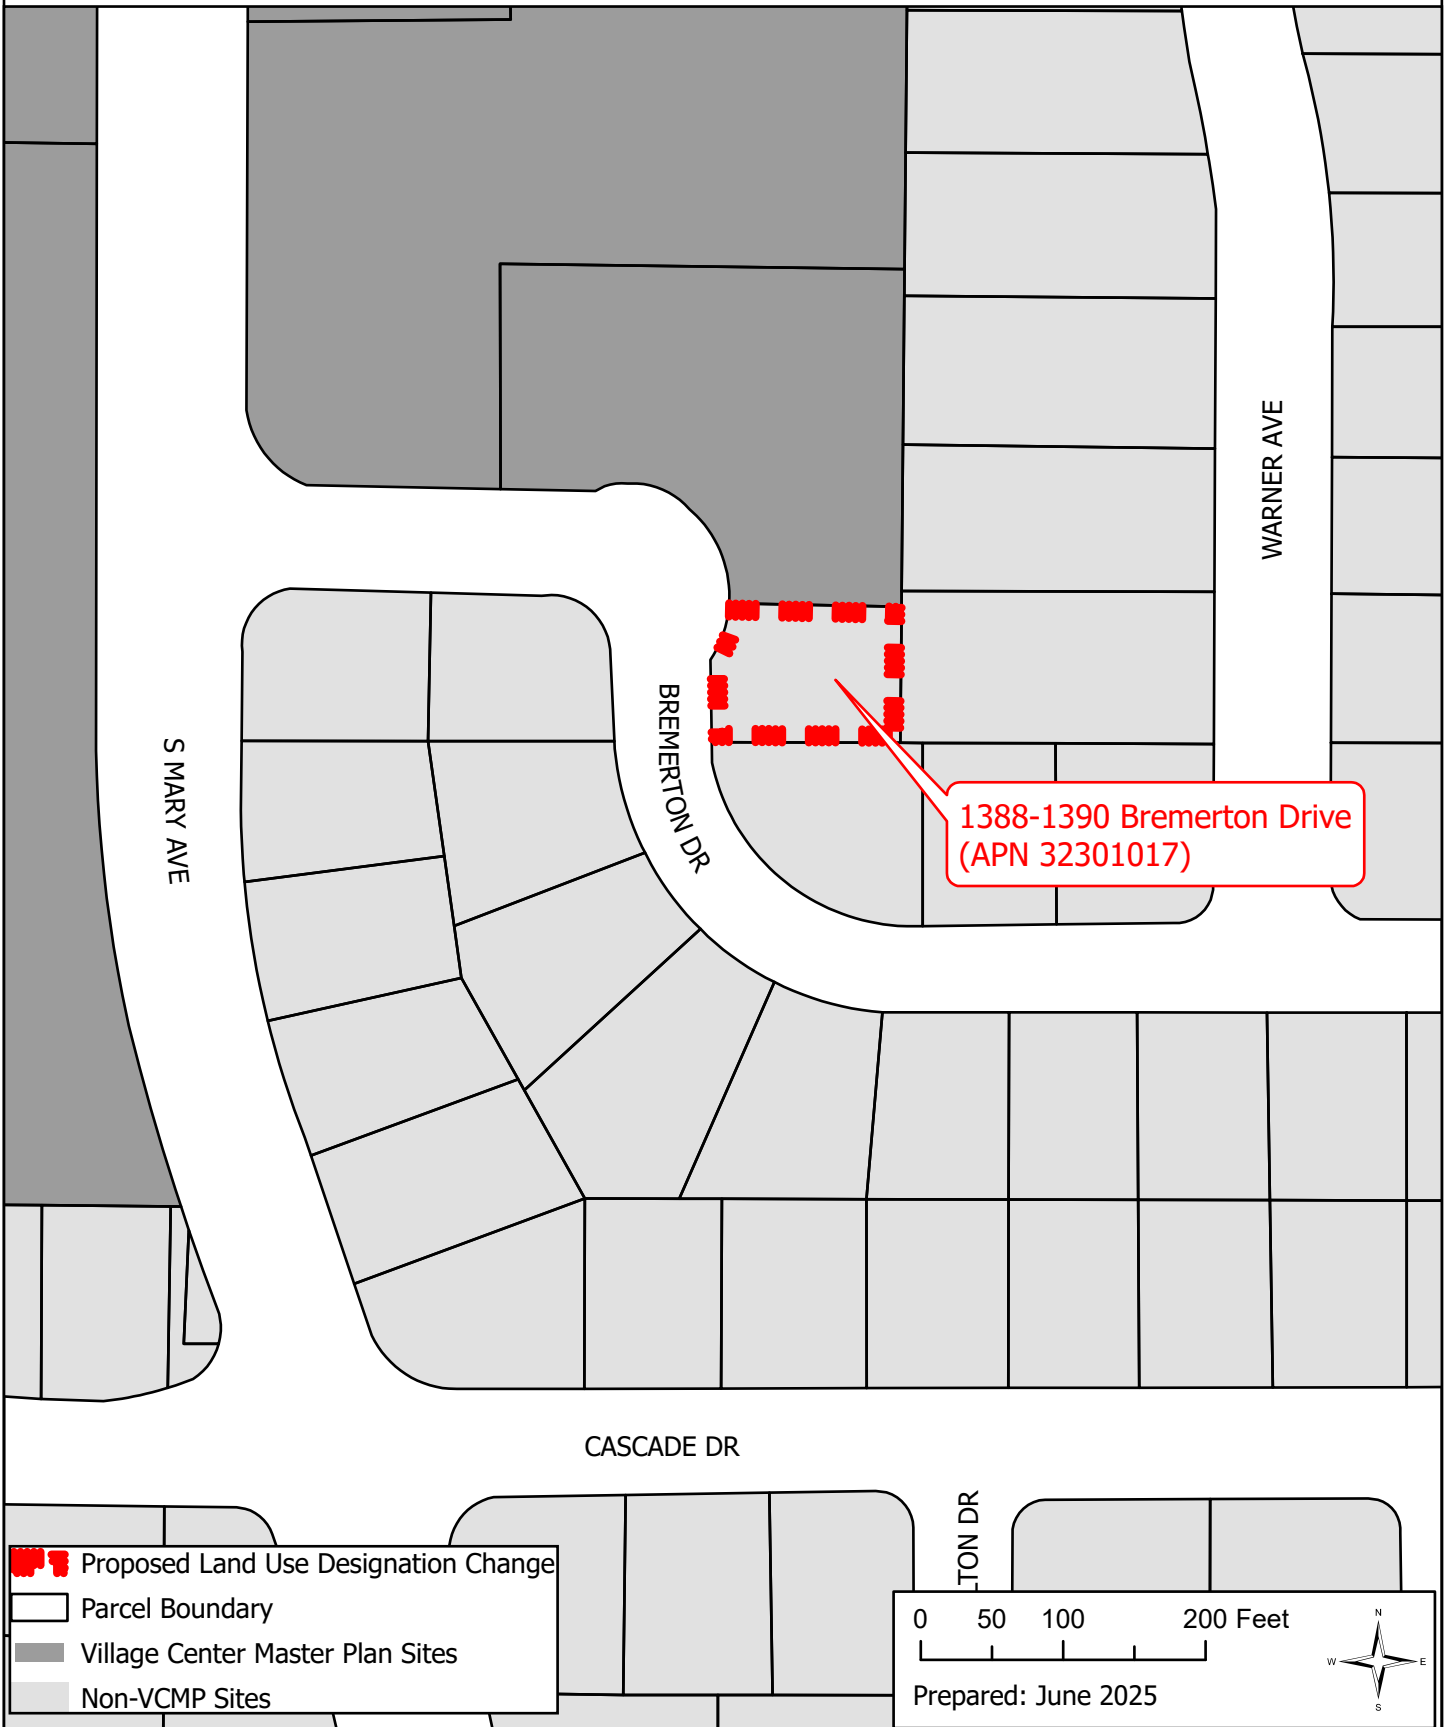 WARNER AVE
BREMERTON DR
S MARY AVE
1388-1390 Bremerton Drive
(APN 32301017)
CASCADE DR
LTON DR
Proposed Land Use Designation Change
Parcel Boundary
Village Center Master Plan Sites
Non-VCMP Sites
0 50 100 200 Feet
N
W E
S
Prepared: June 2025